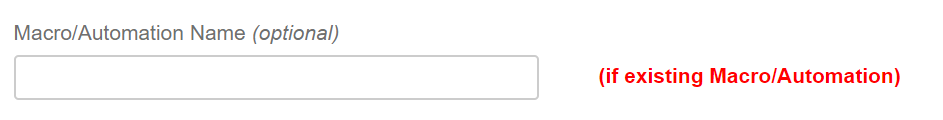 Macro/Automation Name (optional)
(if existing Macro/Automation)